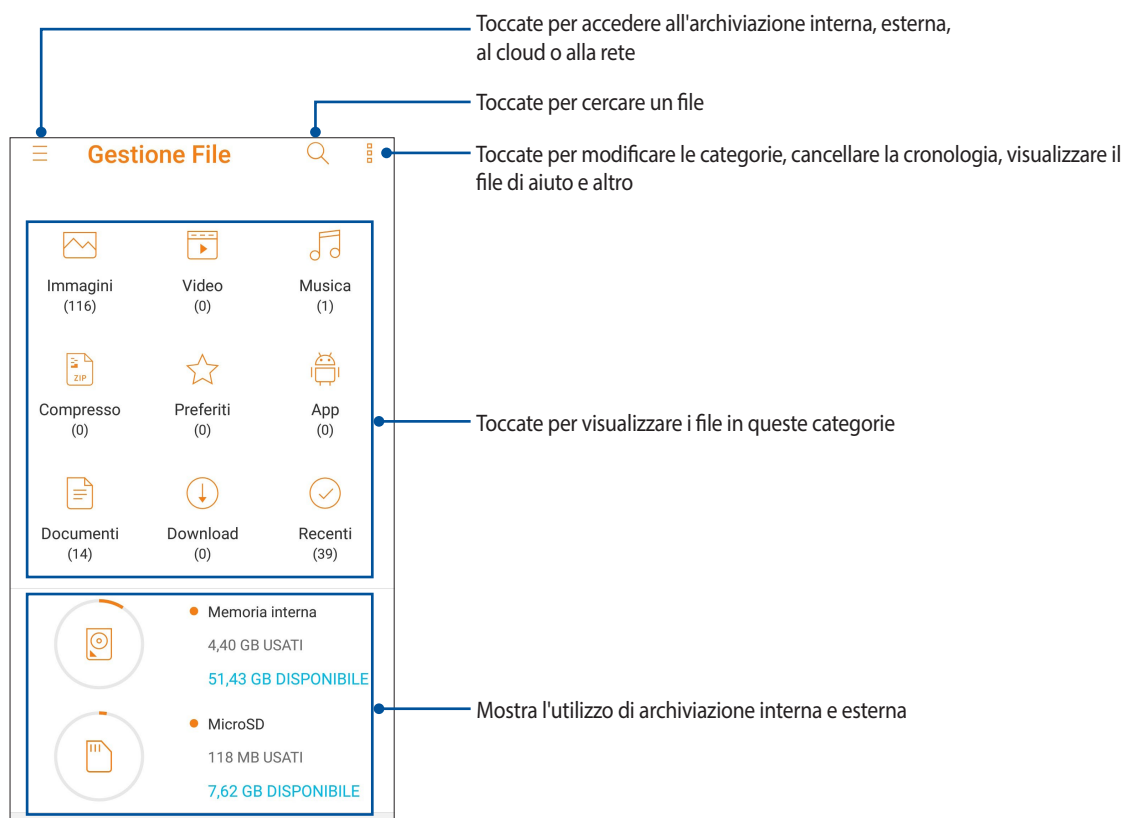 Toccate per accedere all'archiviazione interna, esterna,
al cloud o alla rete
Toccate per cercare un file
Gestione File
Toccate per modificare le categorie, cancellare la cronologia, visualizzare il
file di aiuto e altro
Immagini
(116)
Video
(0)
Musica
(1)
ZIP
Compresso
(0)
Preferiti
(0)
App
(0)
Toccate per visualizzare i file in queste categorie
Documenti
(14)
Download
(0)
Recenti
(39)
Memoria interna
4,40 GB USATI
51,43 GB DISPONIBILE
Mostra l'utilizzo di archiviazione interna e esterna
MicroSD
118 MB USATI
7,62 GB DISPONIBILE